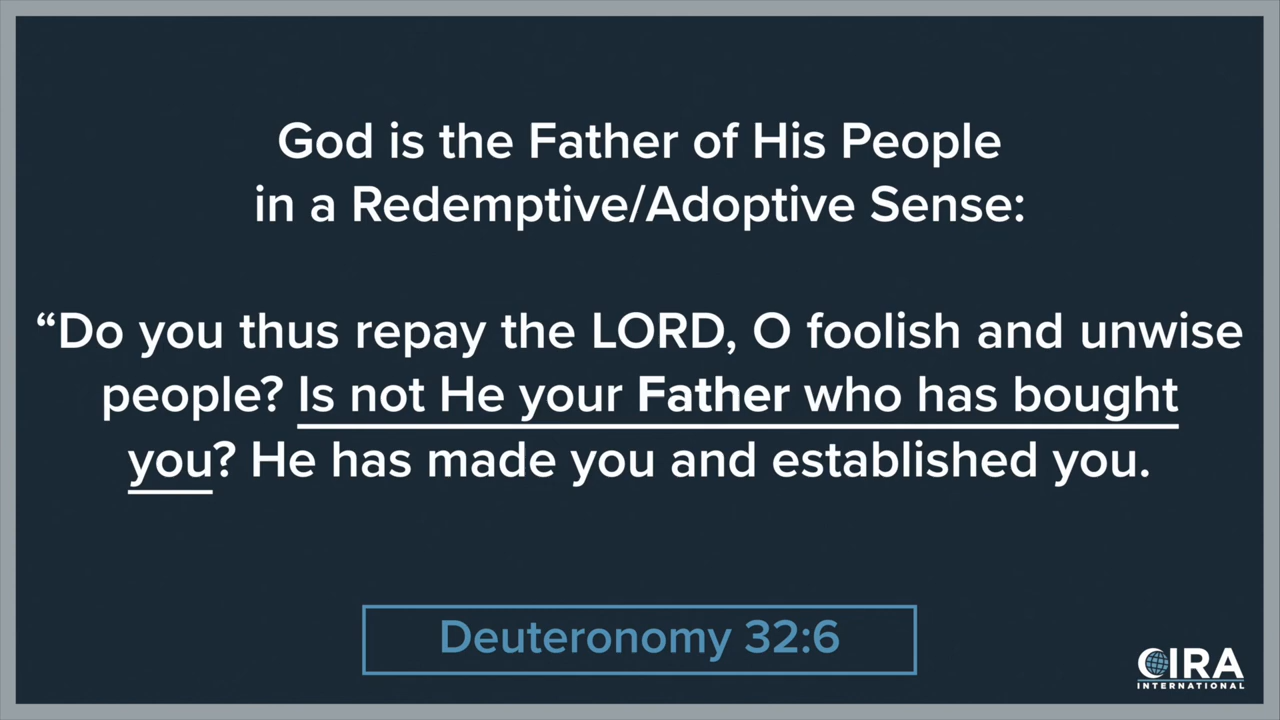 God is the Father of His People
in a Redemptive/Adoptive Sense:
“Do you thus repay the LORD, O foolish and unwise
people? Is not He your Father who has bought
you? He has made you and established you.
Deuteronomy 32:6
CIRA
INTERNATIONAL